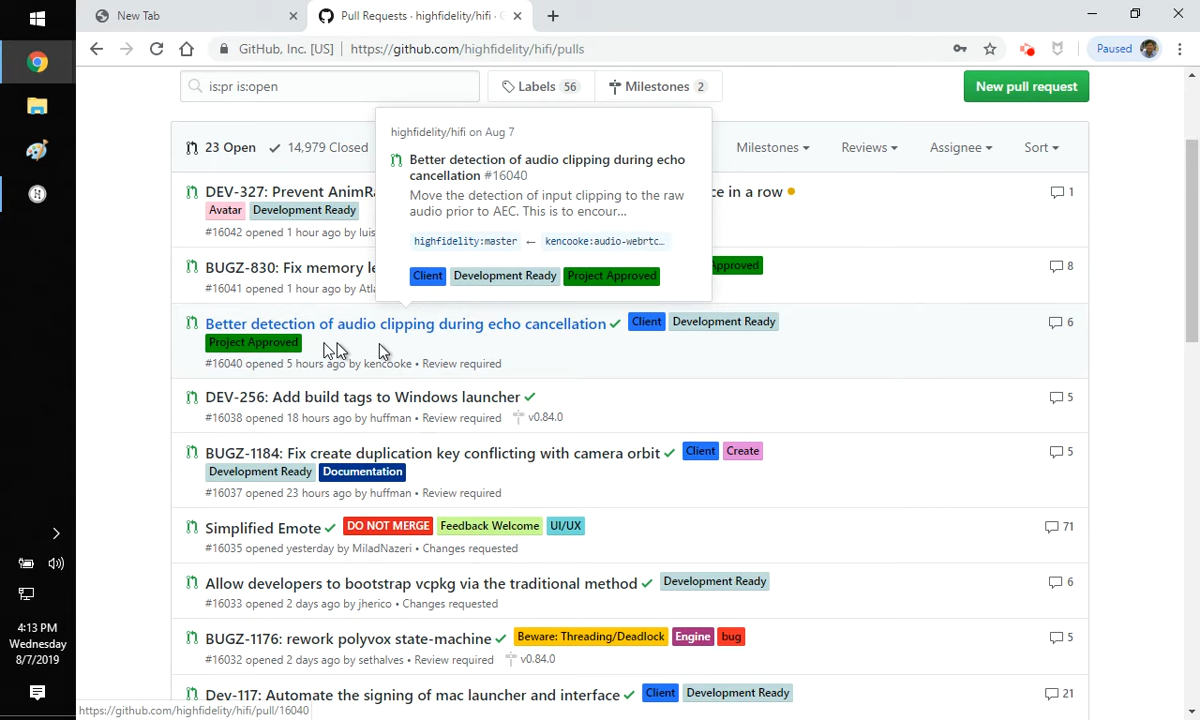 New Tab
Pull Requests · highfidelity/hifi ·
GitHub, Inc. [US] | https://github.com/highfidelity/hifi/pulls
Paused
is:pr is:open
Labels 56
Milestones 2
New pull request
23 Open 14,979 Closed
Milestones
Reviews
Assignee
Sort
highfidelity/hifi on Aug 7
Better detection of audio clipping during echo
cancellation #16040
Move the detection of input clipping to the raw
audio prior to AEC. This is to encour...
highfidelity:master ← kencooke:audio-webrtc…
Client Development Ready Project Approved
DEV-327: Prevent AnimRa ce in a row 1
Avatar Development Ready
#16042 opened 1 hour ago by luis
BUGZ-830: Fix memory le Approved 8
#16041 opened 1 hour ago by Atla
Better detection of audio clipping during echo cancellation Client Development Ready 6
Project Approved
#16040 opened 5 hours ago by kencooke • Review required
DEV-256: Add build tags to Windows launcher 5
#16038 opened 18 hours ago by huffman • Review required v0.84.0
BUGZ-1184: Fix create duplication key conflicting with camera orbit Client Create 5
Development Ready Documentation
#16037 opened 23 hours ago by huffman • Review required
Simplified Emote DO NOT MERGE Feedback Welcome UI/UX 71
#16035 opened yesterday by MiladNazeri • Changes requested
Allow developers to bootstrap vcpkg via the traditional method Development Ready 6
#16033 opened 2 days ago by jherico • Changes requested
BUGZ-1176: rework polyvox state-machine Beware: Threading/Deadlock Engine bug 5
#16032 opened 2 days ago by sethalves • Review required v0.84.0
Dev-117: Automate the signing of mac launcher and interface Client Development Ready 21
https://github.com/highfidelity/hifi/pull/16040
4:13 PM
Wednesday
8/7/2019